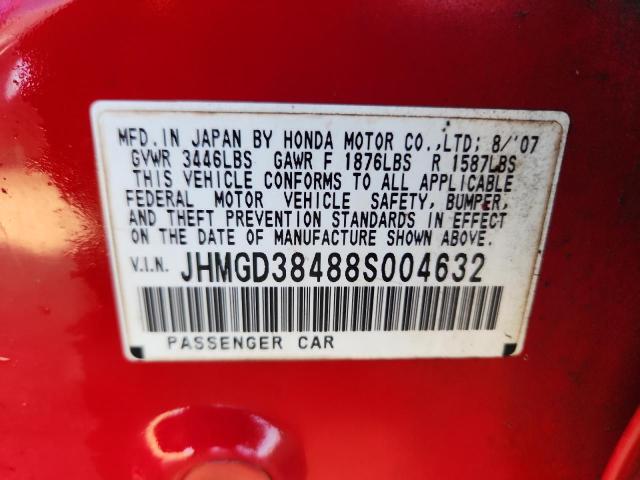 MFD. IN JAPAN BY HONDA MOTOR CO.,LTD; 8/'07
GVWR 3446LBS GAWR F 1876LBS R 1587LBS
THIS VEHICLE CONFORMS TO ALL APPLICABLE
FEDERAL MOTOR VEHICLE SAFETY, BUMPER,
AND THEFT PREVENTION STANDARDS IN EFFECT
ON THE DATE OF MANUFACTURE SHOWN ABOVE.
V.I.N. JHMGD38488S004632
PASSENGER CAR